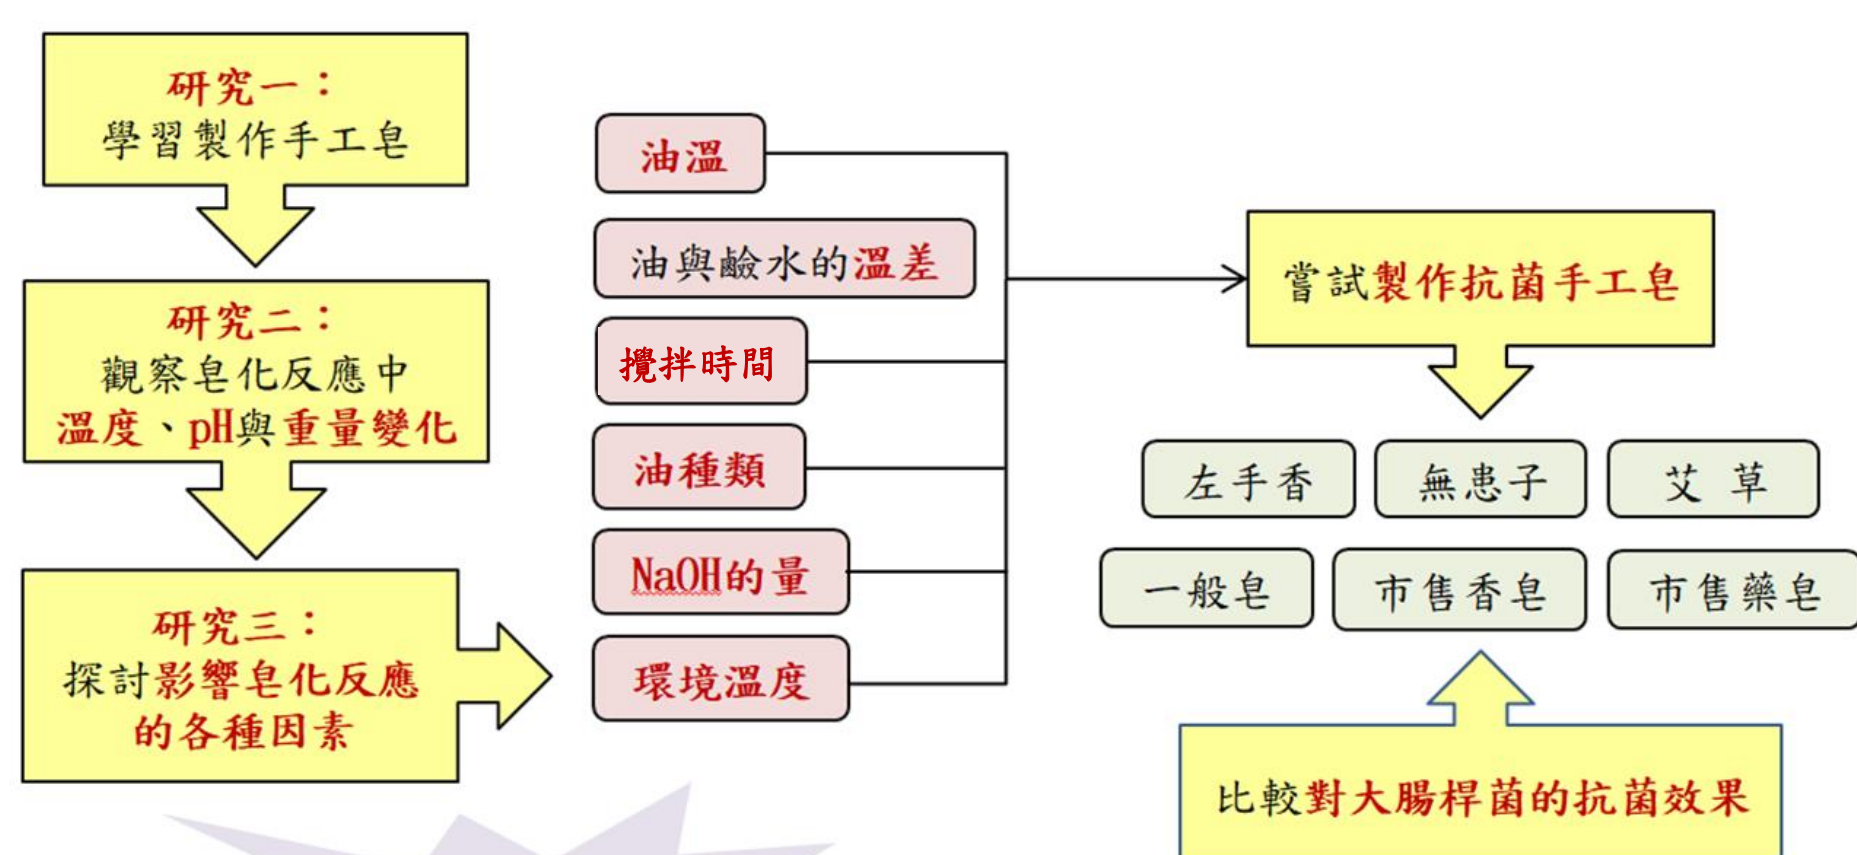 研究一：
學習製作手工皂
研究二：
觀察皂化反應中
溫度、pH與重量變化
研究三：
探討影響皂化反應
的各種因素
油溫
油與鹼水的溫差
攪拌時間
油種類
NaOH的量
環境溫度
嘗試製作抗菌手工皂
左手香
無患子
艾 草
一般皂
市售香皂
市售藥皂
比較對大腸桿菌的抗菌效果